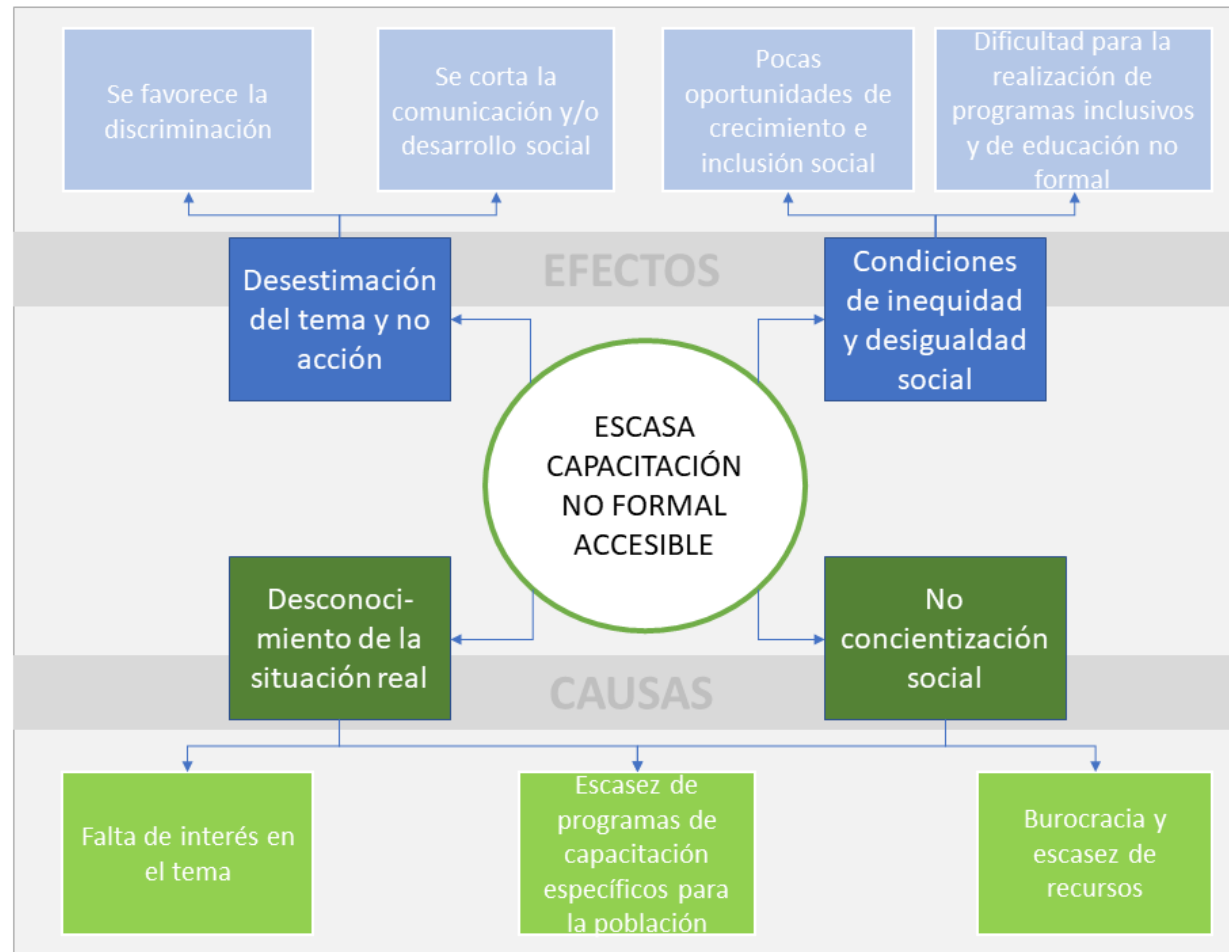 Se favorece la
discriminación
Se corta la
comunicación y/o
desarrollo social
Pocas
oportunidades de
crecimiento e
inclusión social
Dificultad para la
realización de
programas inclusivos
y de educación no
formal
EFECTOS
Desestimación
del tema y no
acción
Condiciones
de inequidad
y desigualdad
social
ESCASA
CAPACITACIÓN
NO FORMAL
ACCESIBLE
Desconoci-
miento de la
situación real
No
concientización
social
CAUSAS
Falta de interés en
el tema
Escasez de
programas de
capacitación
específicos para
la población
Burocracia y
escasez de
recursos